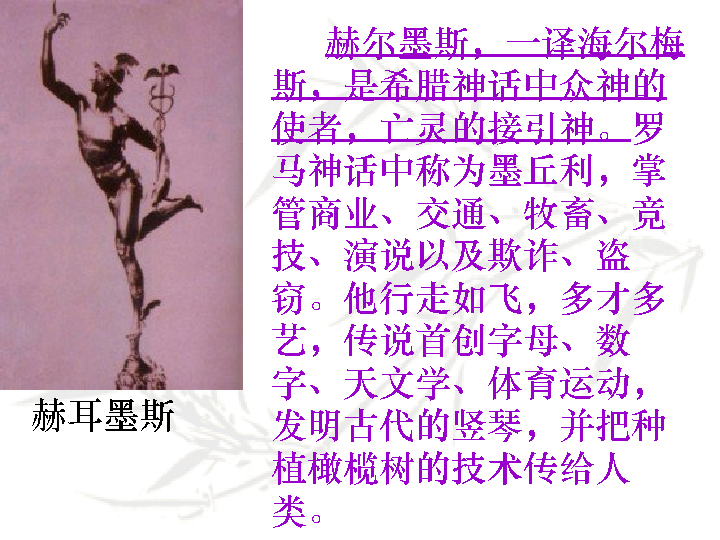 赫尔墨斯，一译海尔梅
斯，是希腊神话中众神的
使者，亡灵的接引神。罗
马神话中称为墨丘利，掌
管商业、交通、牧畜、竞
技、演说以及欺诈、盗
窃。他行走如飞，多才多
艺，传说首创字母、数
字、天文学、体育运动，
发明古代的竖琴，并把种
植橄榄树的技术传给人
类。
赫耳墨斯